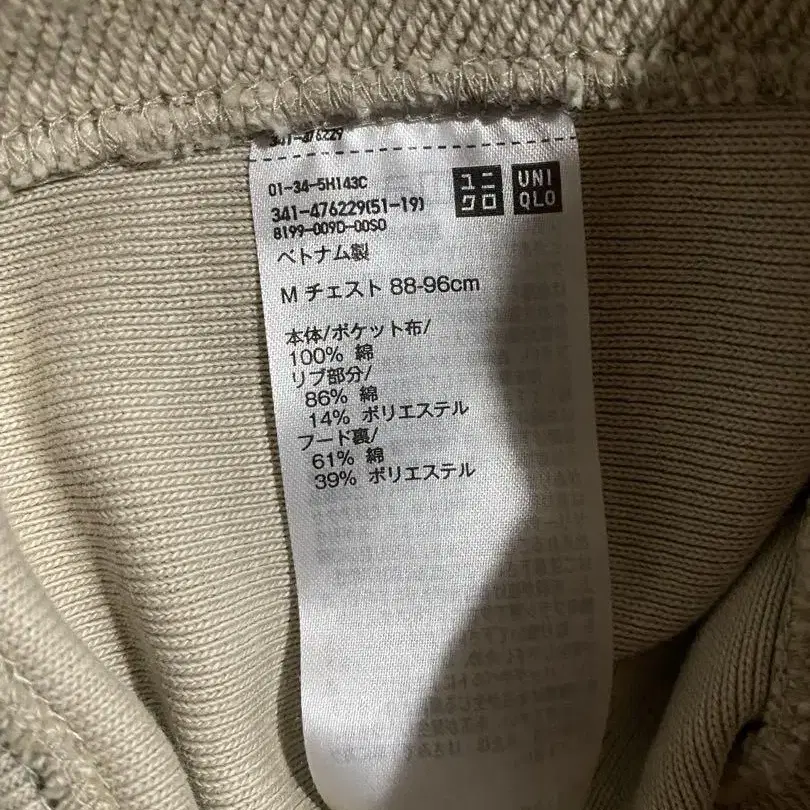 341-476229
01-34-5H143C
341-476229(51-19)
8199-009D-00SO
ユニ
クロ
UNI
QLO
ベトナム製
M チェスト 88-96cm
本体/ポケット布/
100% 綿
リブ部分/
86% 綿
14% ポリエステル
フード裏/
61% 綿
39% ポリエステル